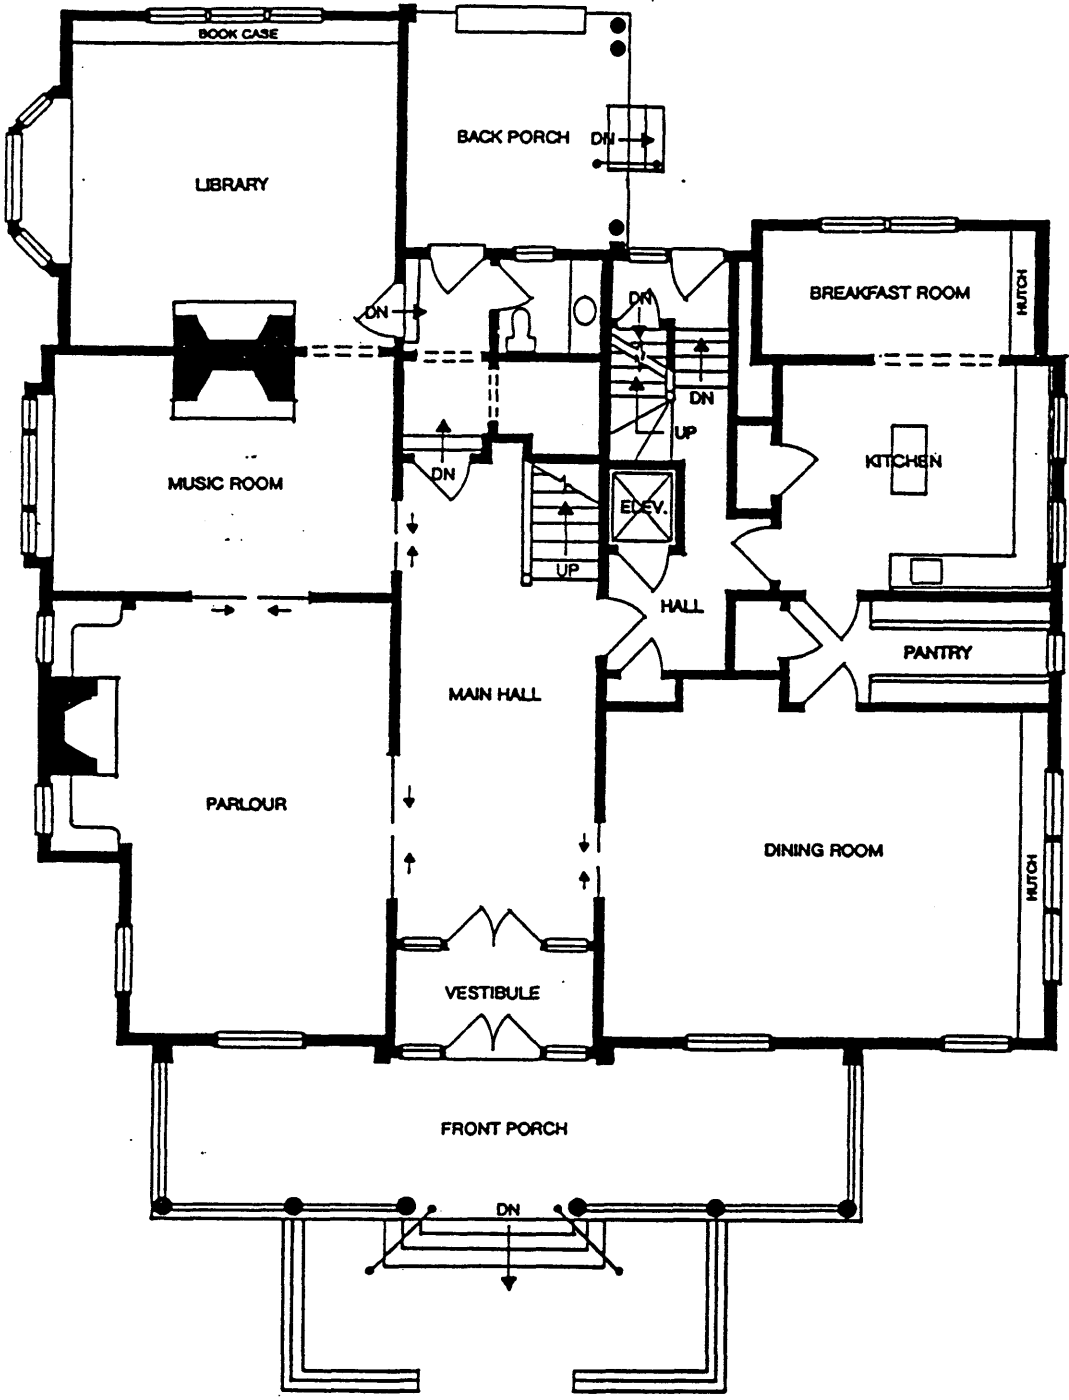 BOOK CASE
BACK PORCH
DN
LIBRARY
DN
BREAKFAST ROOM
HUTCH
DN
DN
UP
KITCHEN
DN
MUSIC ROOM
ELEV.
UP
HALL
PANTRY
MAIN HALL
PARLOUR
DINING ROOM
HUTCH
VESTIBULE
FRONT PORCH
DN